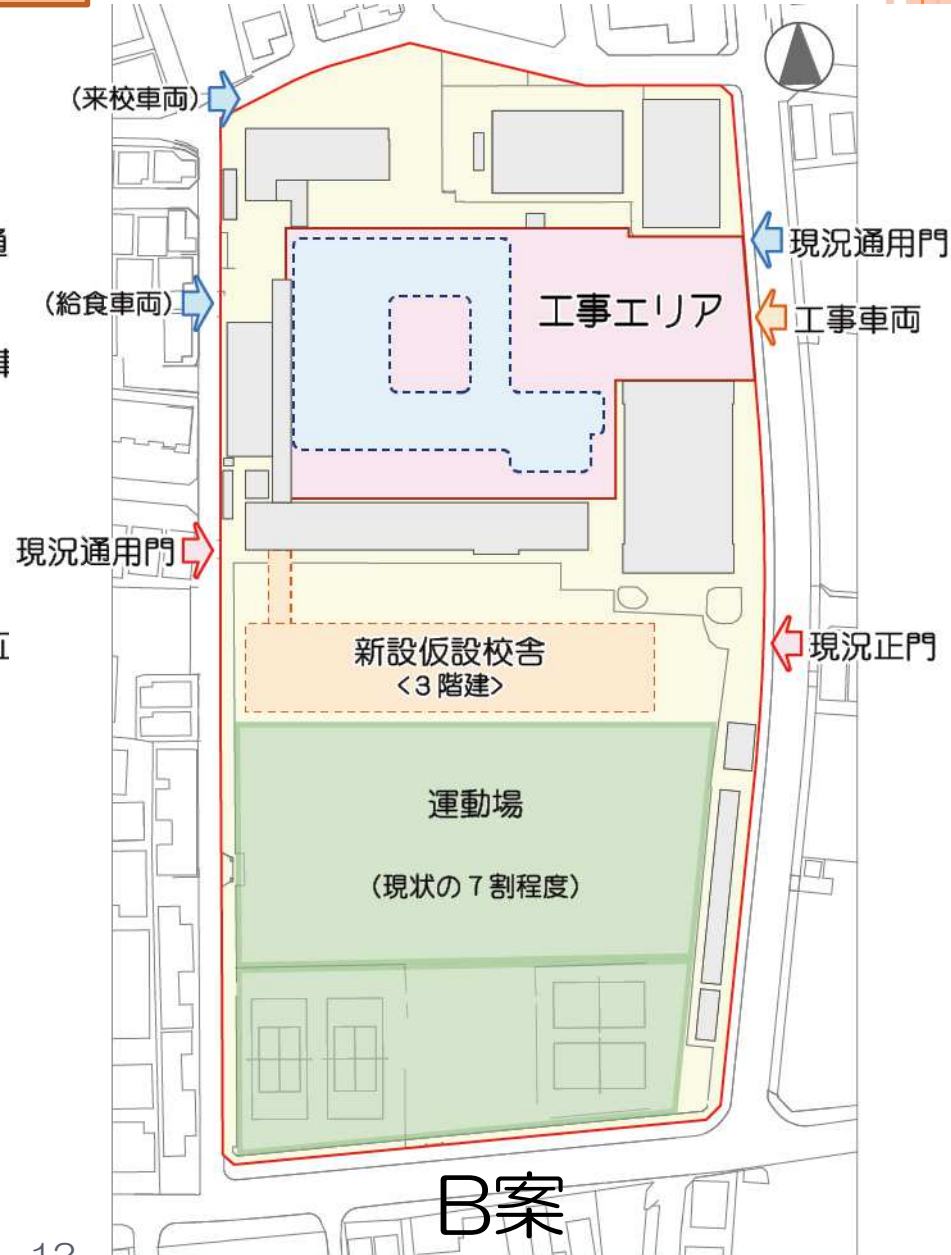 (来校車両)
現況通用門
(給食車両)
工事エリア
工事車両
現況通用門
新設仮設校舎
<3階建>
現況正門
運動場
(現状の7割程度)
B案